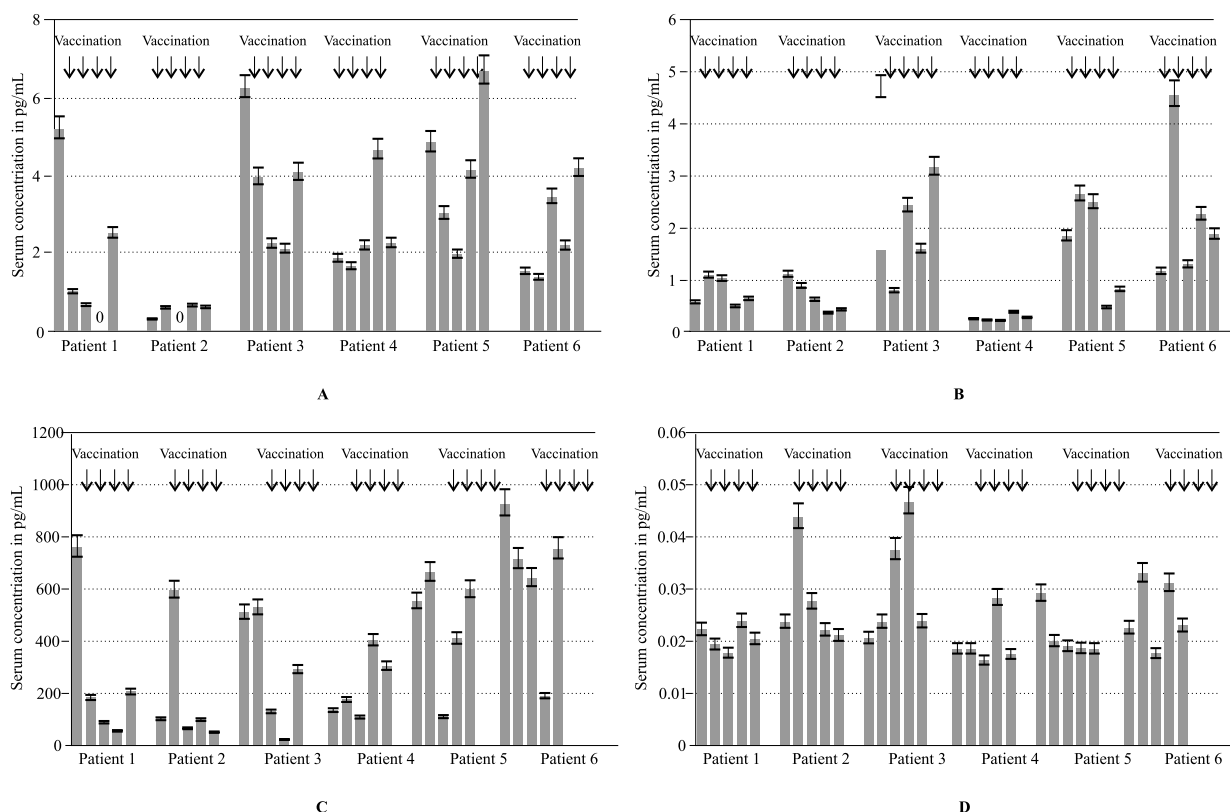 8
6
4
2
0
Serum concentriation in pg/mL
Vaccination Vaccination Vaccination Vaccination Vaccination Vaccination
0 0
Patient 1 Patient 2 Patient 3 Patient 4 Patient 5 Patient 6
A
6
5
4
3
2
1
0
Serum concentriation in pg/mL
Vaccination Vaccination Vaccination Vaccination Vaccination Vaccination
Patient 1 Patient 2 Patient 3 Patient 4 Patient 5 Patient 6
B
1200
1000
800
600
400
200
0
Serum concentriation in pg/mL
Vaccination Vaccination Vaccination Vaccination Vaccination Vaccination
Patient 1 Patient 2 Patient 3 Patient 4 Patient 5 Patient 6
C
0.06
0.05
0.04
0.03
0.02
0.01
0
Serum concentriation in pg/mL
Vaccination Vaccination Vaccination Vaccination Vaccination Vaccination
Patient 1 Patient 2 Patient 3 Patient 4 Patient 5 Patient 6
D